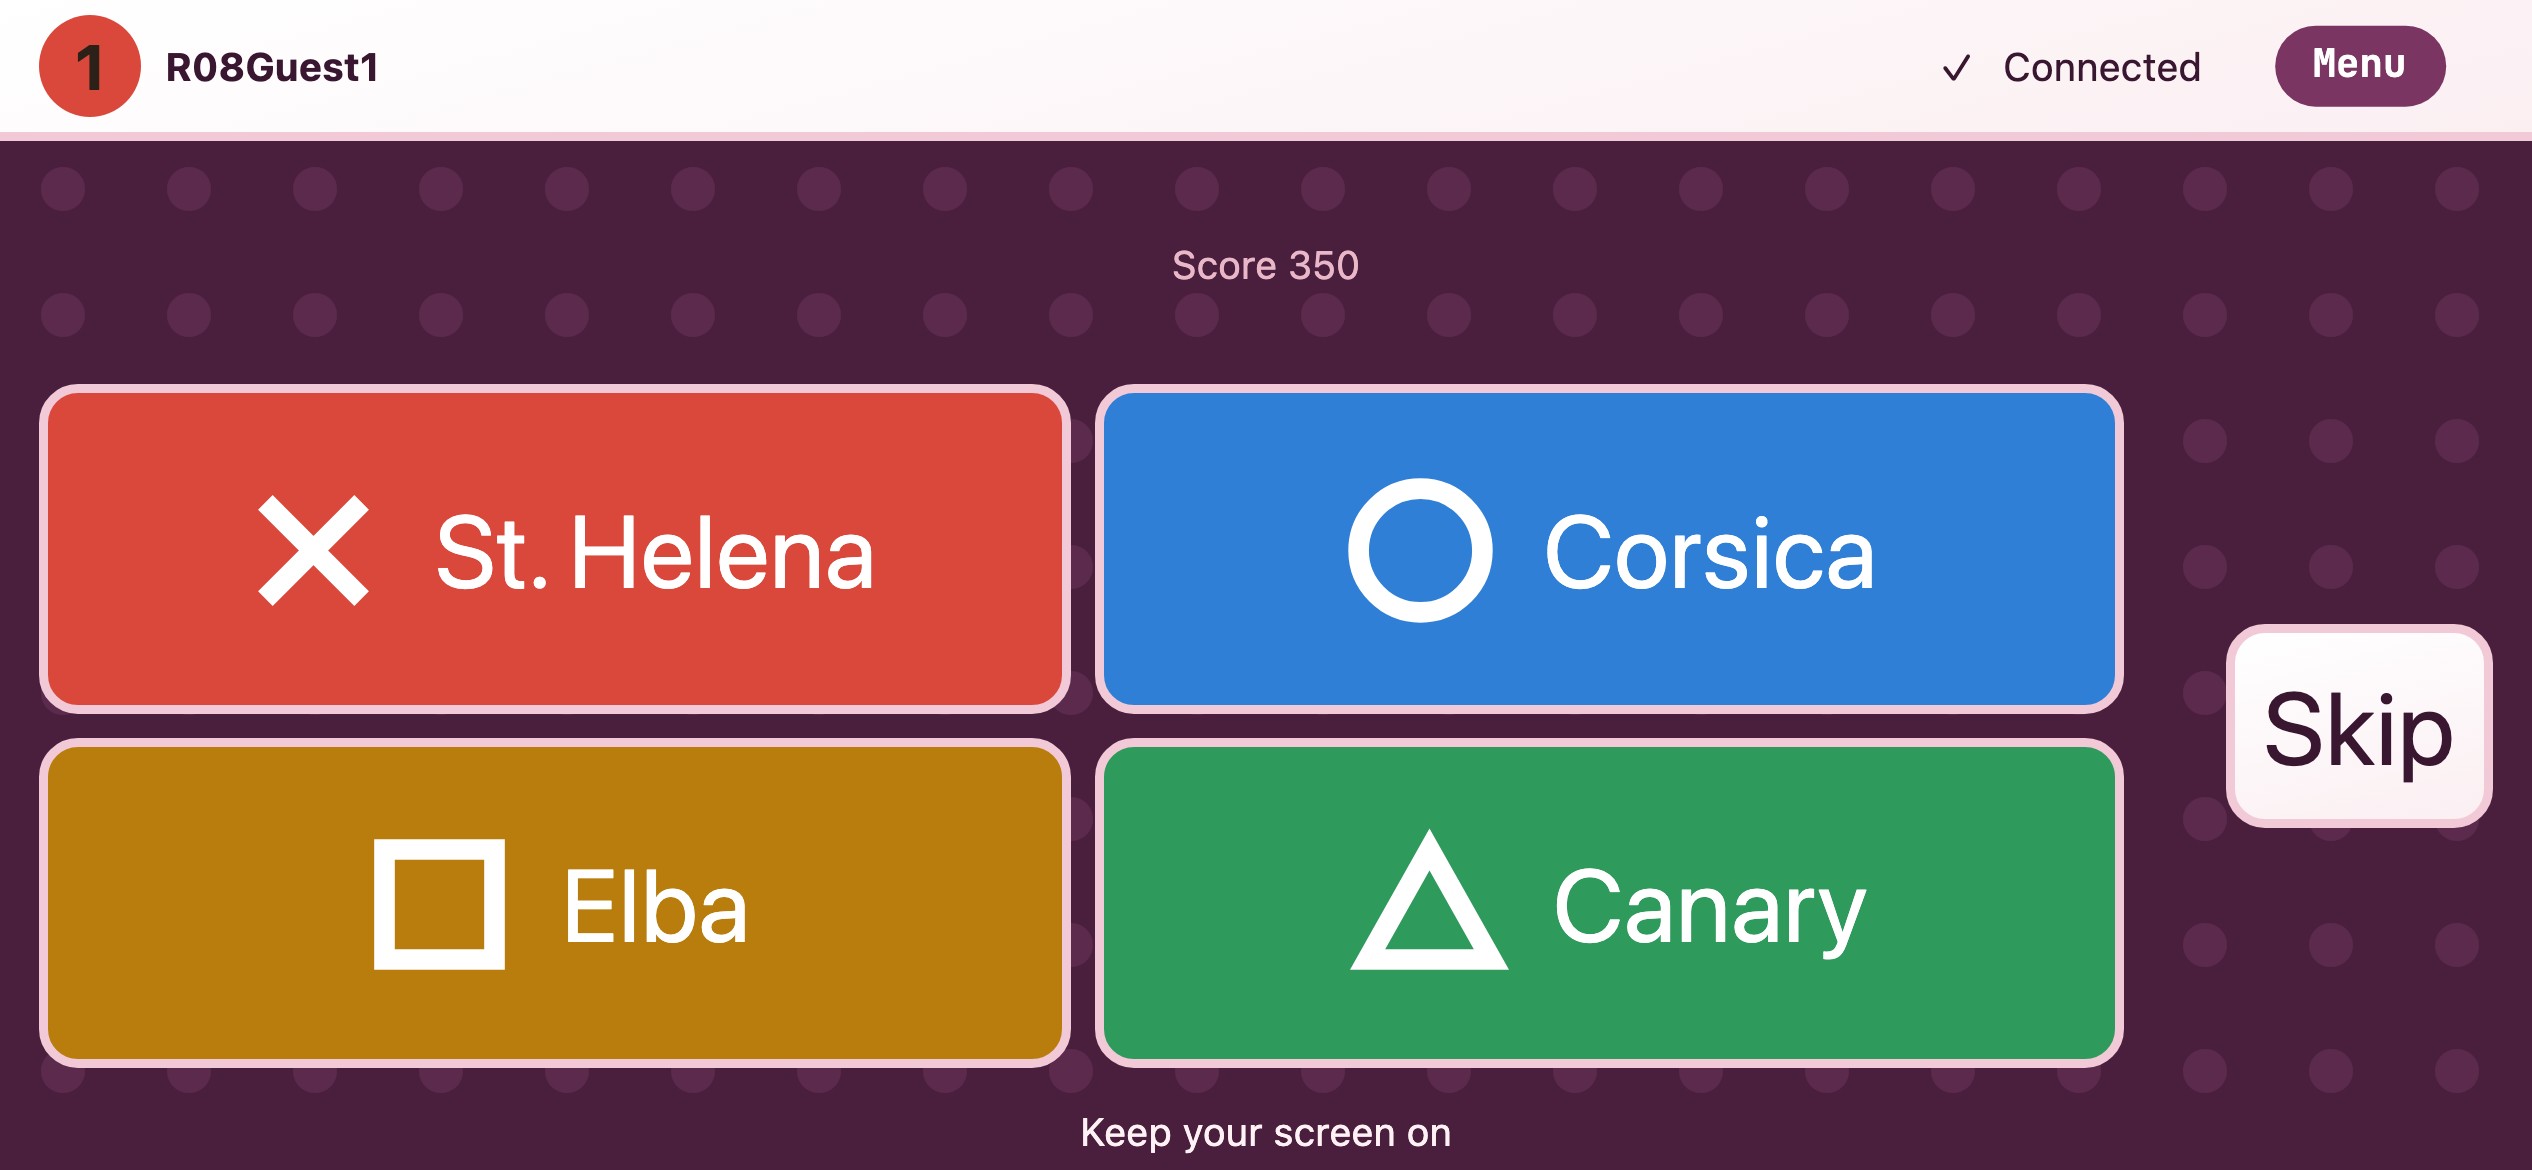 1 R08Guest1 ✓ Connected Menu
Score 350
St. Helena
Corsica
Elba
Canary
Skip
Keep your screen on